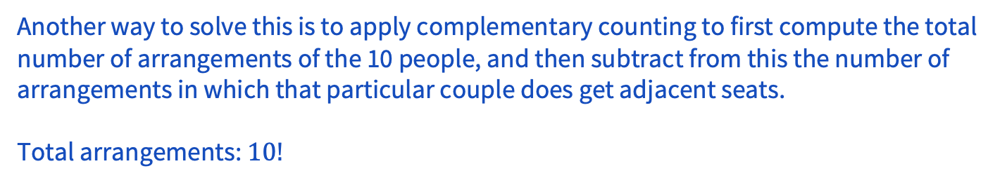 Another way to solve this is to apply complementary counting to first compute the total
number of arrangements of the 10 people, and then subtract from this the number of
arrangements in which that particular couple does get adjacent seats.
Total arrangements: 10!